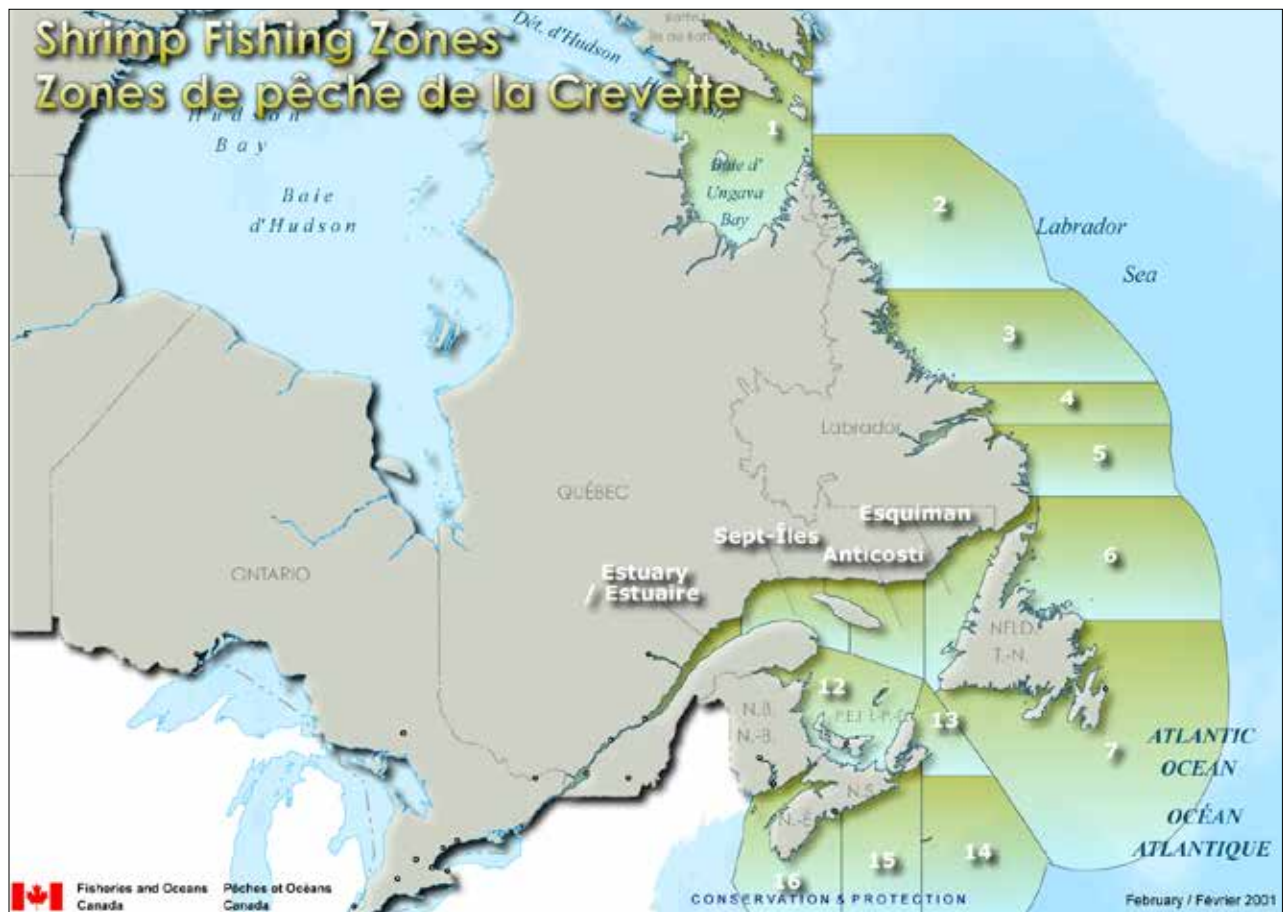 Shrimp Fishing Zones
Zones de pêche de la Crevette
Dét. d'Hudson
Hudson
Bay
Baie
d'Hudson
1
Baie d'
Ungava
Bay
2
Labrador
Sea
3
4
Labrador
5
QUÉBEC
Esquiman
Sept-Îles
Anticosti
6
ONTARIO
Estuary
/ Estuaire
NFLD.
T.-N.
12
P.E.I.
13
N.B.
N.-B.
7
ATLANTIC
OCEAN
N.S.
N.-E.
OCÉAN
ATLANTIQUE
15
14
16
Fisheries and Oceans
Canada
Pêches et Océans
Canada
CONSERVATION & PROTECTION
February / Février 2001